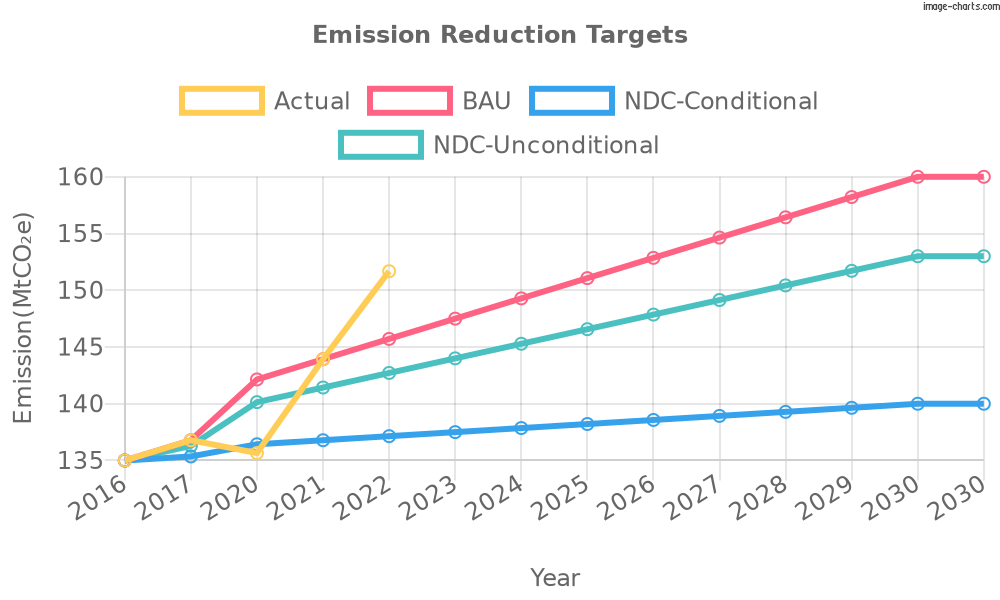 image-charts.com
Emission Reduction Targets
Actual BAU NDC-Conditional
NDC-Unconditional
Emission(MtCO₂e)
160
155
150
145
140
135
2016 2017 2020 2021 2022 2023 2024 2025 2026 2027 2028 2029 2030 2030
Year